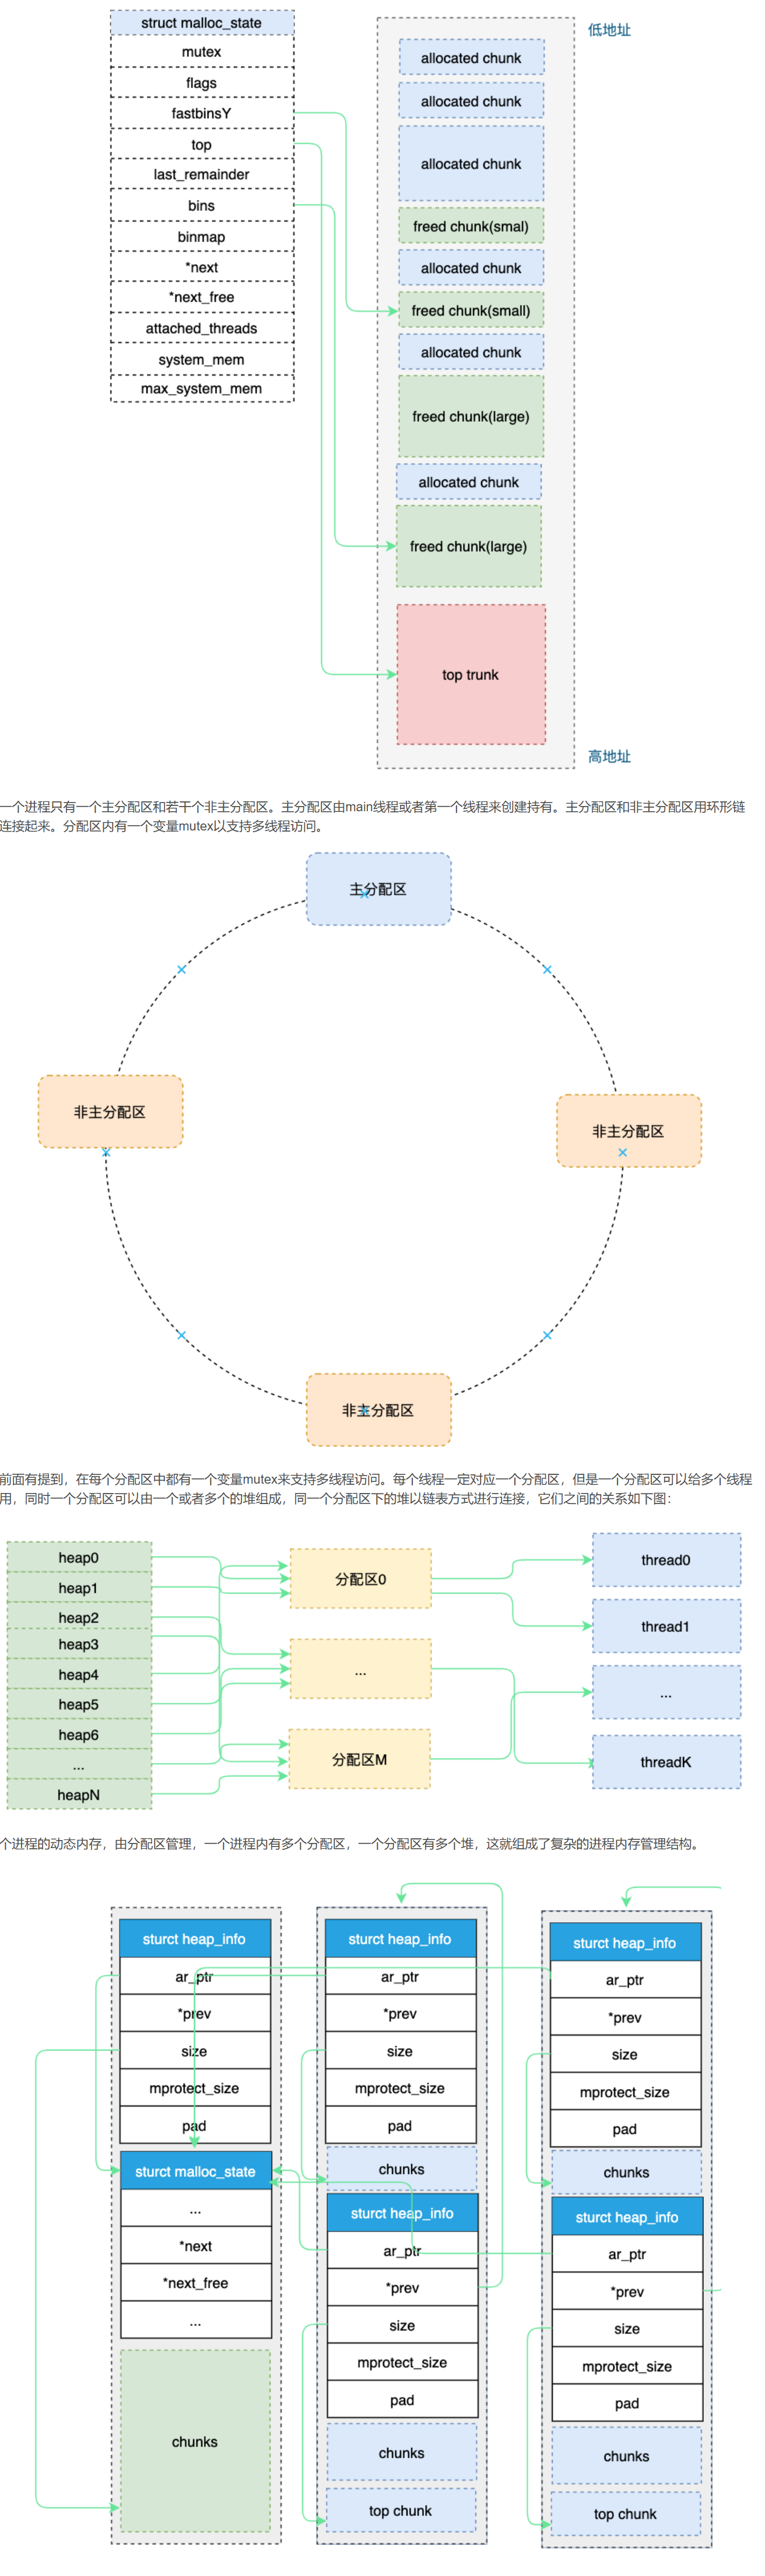 struct malloc_state
mutex
flags
fastbinsY
top
last_remainder
bins
binmap
*next
*next_free
attached_threads
system_mem
max_system_mem
低地址
allocated chunk
allocated chunk
allocated chunk
freed chunk(smal)
allocated chunk
freed chunk(small)
allocated chunk
freed chunk(large)
allocated chunk
freed chunk(large)
top trunk
高地址
一个进程只有一个主分配区和若干个非主分配区。主分配区由main线程或者第一个线程来创建持有。主分配区和非主分配区用环形链
连接起来。分配区内有一个变量mutex以支持多线程访问。
主分配区
非主分配区
非主分配区
非主分配区
前面有提到，在每个分配区中都有一个变量mutex来支持多线程访问。每个线程一定对应一个分配区，但是一个分配区可以给多个线程
用，同时一个分配区可以由一个或者多个的堆组成，同一个分配区下的堆以链表方式进行连接，它们之间的关系如下图：
heap0
heap1
heap2
heap3
heap4
heap5
heap6
...
heapN
分配区0
...
分配区M
thread0
thread1
...
threadK
个进程的动态内存，由分配区管理，一个进程内有多个分配区，一个分配区有多个堆，这就组成了复杂的进程内存管理结构。
sturct heap_info
ar_ptr
*prev
size
mprotect_size
pad
sturct malloc_state
...
*next
*next_free
...
chunks
sturct heap_info
ar_ptr
*prev
size
mprotect_size
pad
chunks
sturct heap_info
ar_ptr
*prev
size
mprotect_size
pad
chunks
top chunk
sturct heap_info
ar_ptr
*prev
size
mprotect_size
pad
chunks
sturct heap_info
ar_ptr
*prev
size
mprotect_size
pad
chunks
top chunk